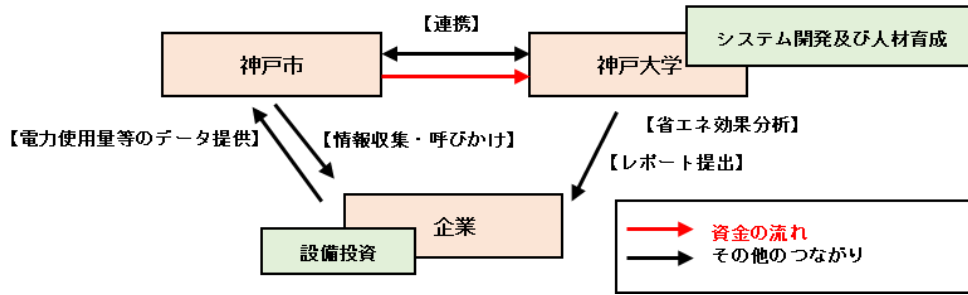 【連携】
システム開発及び人材育成
神戸市
神戸大学
【電力使用量等のデータ提供】
【情報収集・呼びかけ】
【省エネ効果分析】
【レポート提出】
企業
設備投資
資金の流れ
その他のつながり